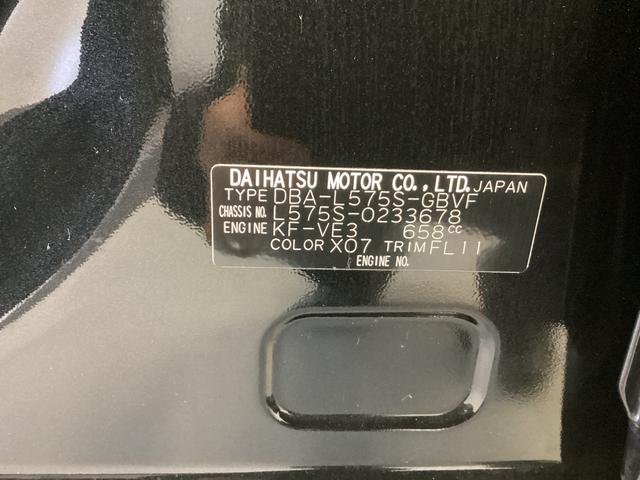 DAIHATSU MOTOR CO.,LTD. JAPAN
TYPE DBA-L575S-GBVF
CHASSIS NO. L575S-0233678
ENGINE KF-VE3 658cc
COLOR X07 TRIM FL11
ENGINE NO.